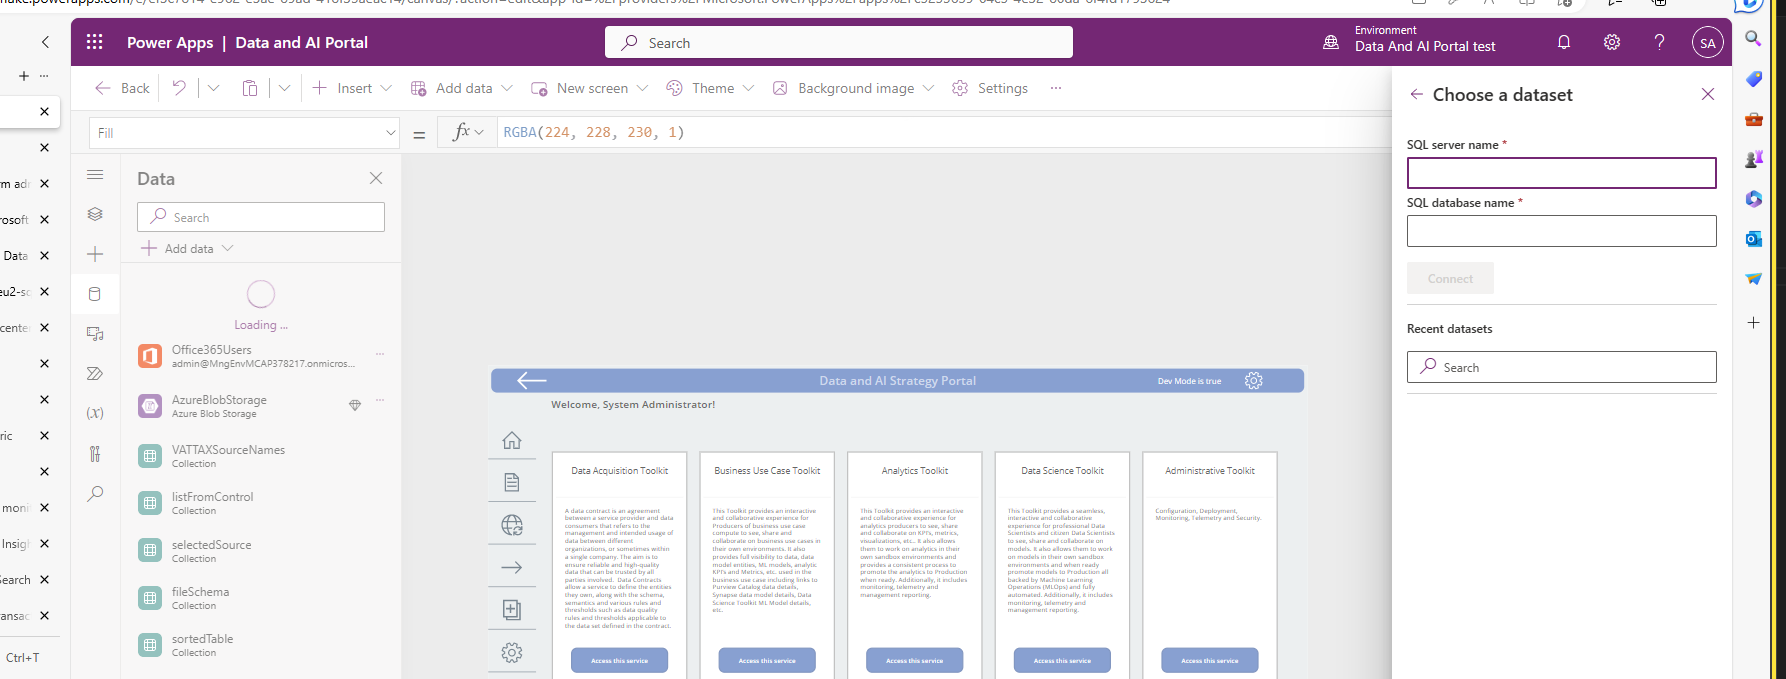 Power Apps | Data and AI Portal
Search
Environment
Data And AI Portal test
SA
Back
Insert
Add data
New screen
Theme
Background image
Settings
...
Fill
=
fx
RGBA(224, 228, 230, 1)
Choose a dataset
SQL server name *
SQL database name *
Connect
Recent datasets
Search
Data
Search
Add data
Loading ...
Office365Users
admin@MngEnvMCAP378217.onmicros...
AzureBlobStorage
Azure Blob Storage
VATTAXSourceNames
Collection
listFromControl
Collection
selectedSource
Collection
fileSchema
Collection
sortedTable
Collection
Data and AI Strategy Portal
Dev Mode is true
Welcome, System Administrator!
Data Acquisition Toolkit
A data contract is an agreement
between a service provider and data
consumers that refers to the
management and intended usage of
data between different
organizations, or sometimes within
a single company. The aim is to
ensure reliable and high-quality
data that can be trusted by all
parties involved. Data Contracts
allow a service to define the entities
they own, along with the schema,
semantics and various rules and
thresholds such as data quality
rules and thresholds applicable to
the data set defined in the contract.
Access this service
Business Use Case Toolkit
This Toolkit provides an interactive
and collaborative experience for
Producers of business use case
compute to see, share and
collaborate on business use cases in
their own environments. It also
provides full visibility to data, data
model entities, ML models, analytic
KPI's and Metrics, etc. used in the
business use case including links to
Purview Catalog data details,
Synapse data model details, Data
Science Toolkit ML Model details,
etc.
Access this service
Analytics Toolkit
This Toolkit provides an interactive
and collaborative experience for
analytics producers to see, share
and collaborate on KPI's, metrics,
visualizations, etc.. It also allows
them to work on analytics in their
own sandbox environments and
provides a consistent process to
promote the analytics to Production
when ready. Additionally, it includes
monitoring, telemetry and
management reporting.
Access this service
Data Science Toolkit
This Toolkit provides a seamless,
interactive and collaborative
experience for professional Data
Scientists and citizen Data Scientists
to see, share and collaborate on
models. It also allows them to work
on models in their own sandbox
environments and when ready
promote models to Production all
backed by Machine Learning
Operations (MLOps) and fully
automated. Additionally, it includes
monitoring, telemetry and
management reporting.
Access this service
Administrative Toolkit
Configuration, Deployment,
Monitoring, Telemetry and Security.
Access this service
rm adr
rosoft
Data
eu2-sc
center
ric
moni
Insigh
Search
ransac
Ctrl+T